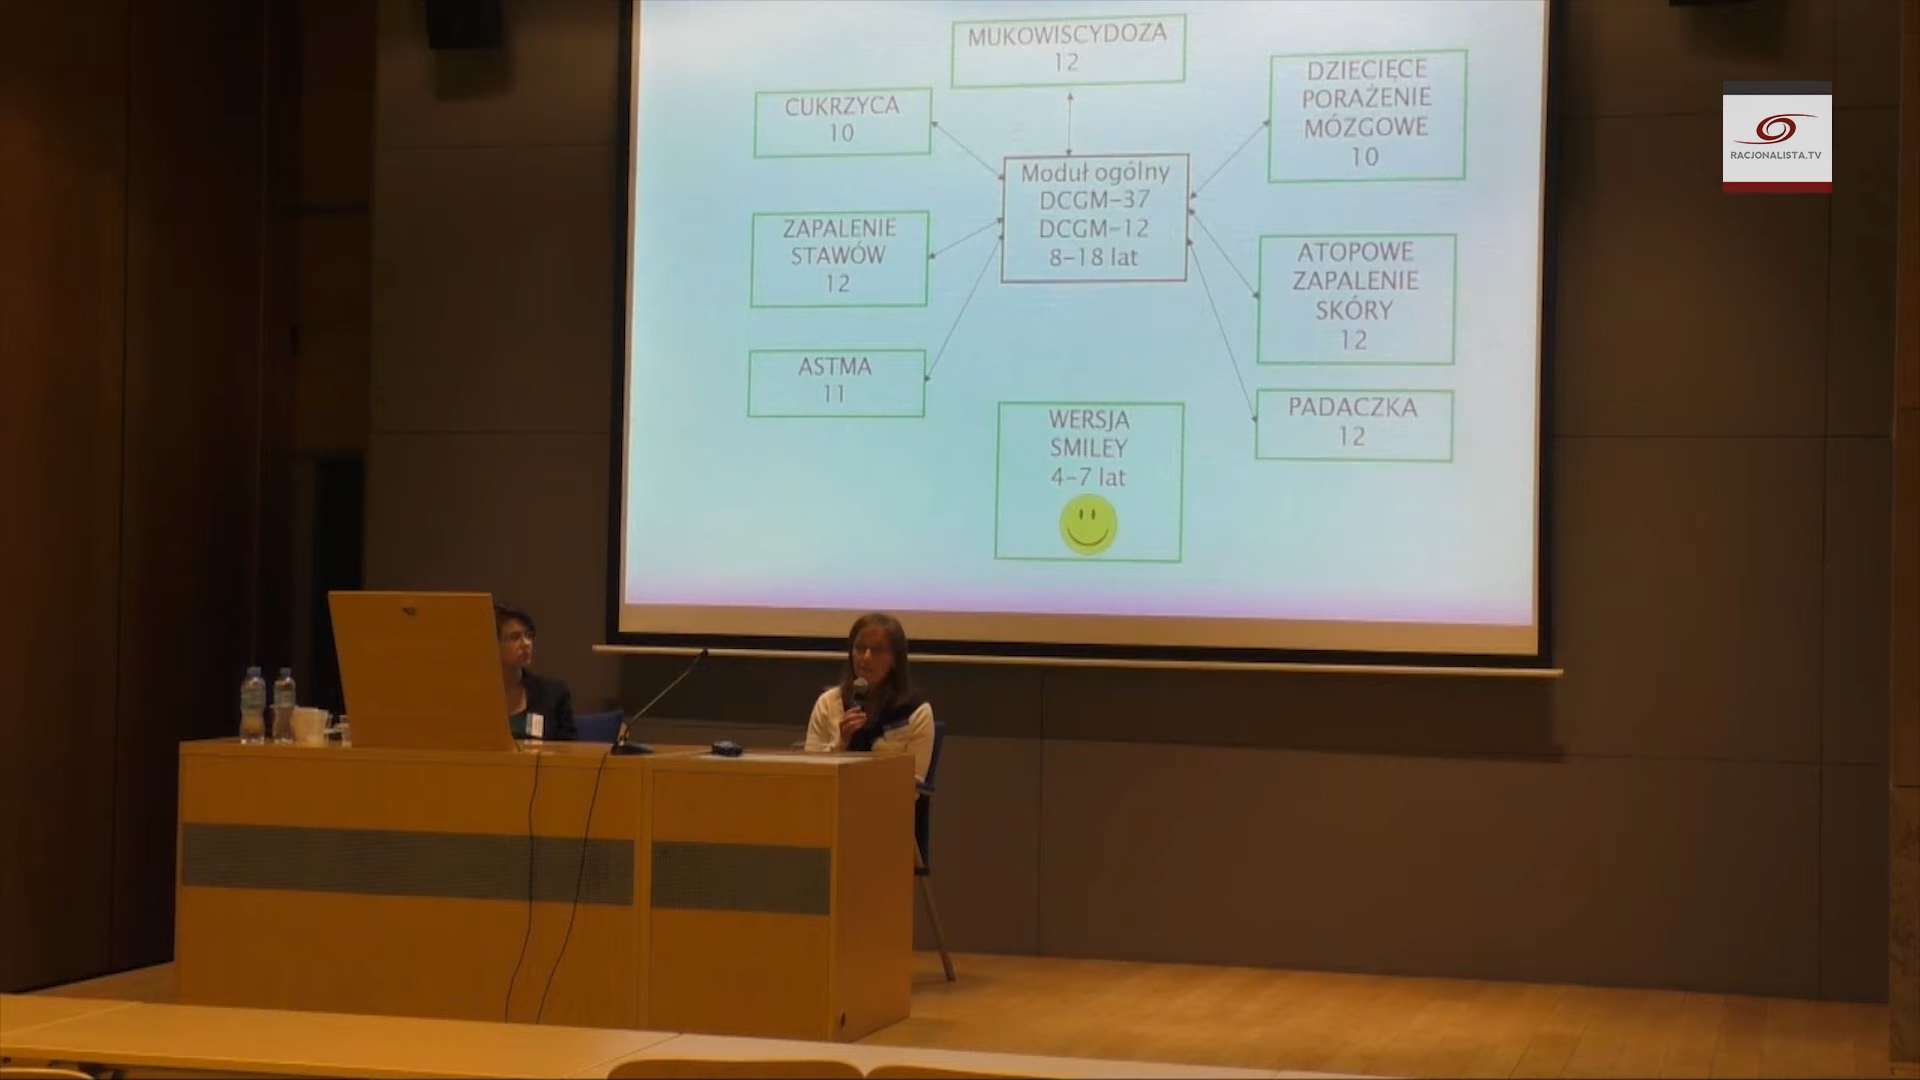 MUKOWISCYDOZA
12
CUKRZYCA
10
DZIECIĘCE
PORAŻENIE
MÓZGOWE
10
Moduł ogólny
DCGM-37
DCGM-12
8-18 lat
ZAPALENIE
STAWÓW
12
ATOPOWE
ZAPALENIE
SKÓRY
12
ASTMA
11
WERSJA
SMILEY
4-7 lat
PADACZKA
12
RACJONALISTA.TV